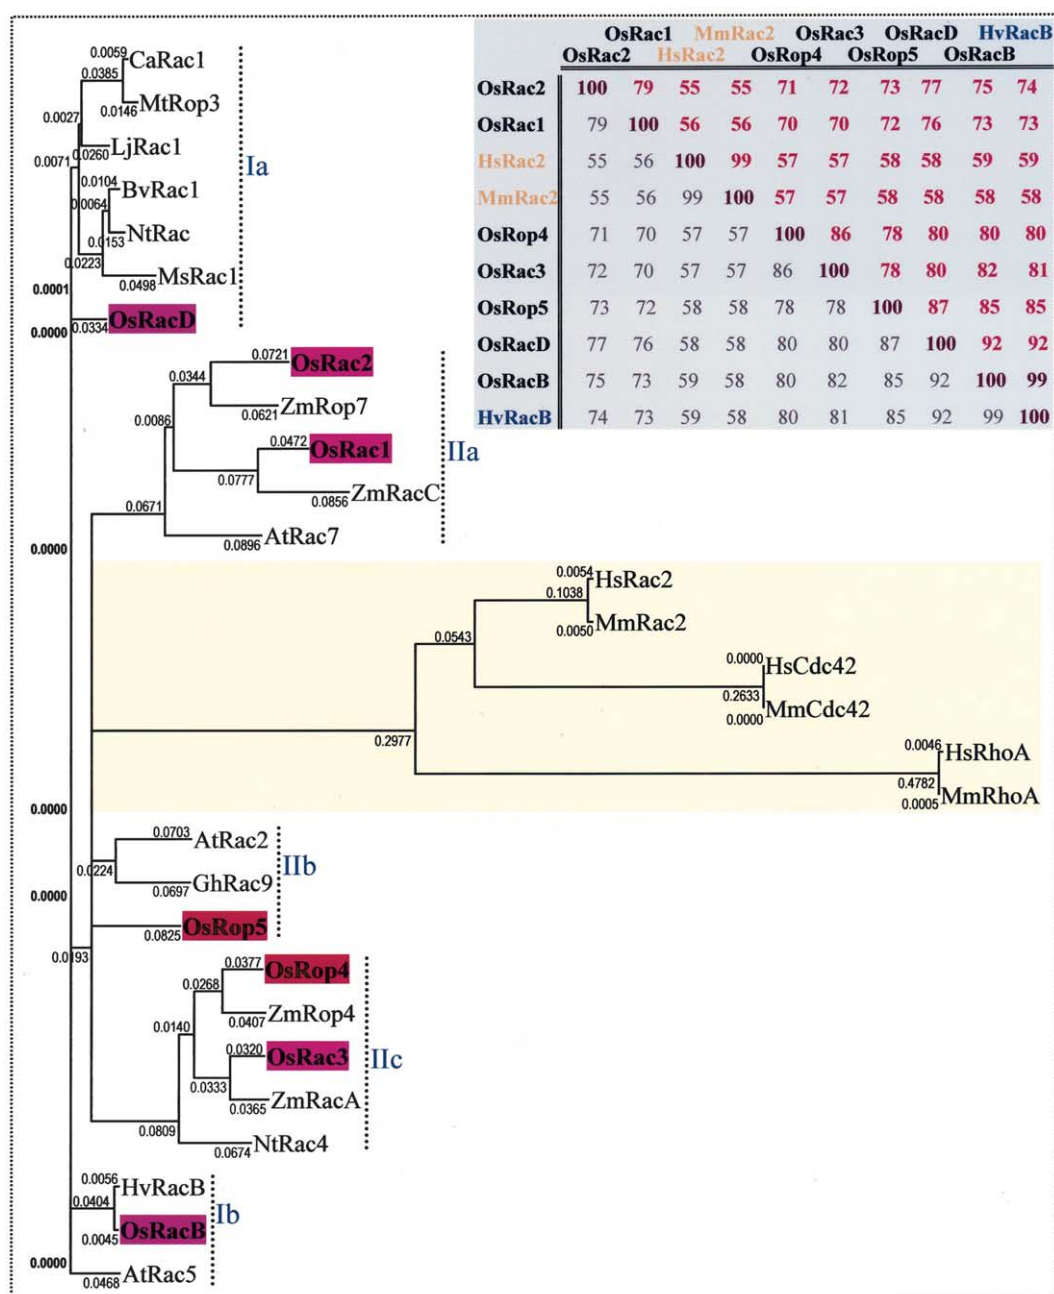 OsRac1 MmRac2 OsRac3 OsRacD HvRacB
OsRac2 HsRac2 OsRop4 OsRop5 OsRacB
OsRac2 100 79 55 55 71 72 73 77 75 74
OsRac1 79 100 56 56 70 70 72 76 73 73
HsRac2 55 56 100 99 57 57 58 58 59 59
MmRac2 55 56 99 100 57 57 58 58 58 58
OsRop4 71 70 57 57 100 86 78 80 80 80
OsRac3 72 70 57 57 86 100 78 80 82 81
OsRop5 73 72 58 58 78 78 100 87 85 85
OsRacD 77 76 58 58 80 80 87 100 92 92
OsRacB 75 73 59 58 80 82 85 92 100 99
HvRacB 74 73 59 58 80 81 85 92 99 100
0.0059 CaRac1
0.0385
0.0146 MtRop3
0.0027
0.0260 LjRac1
0.0071
Ia
0.0104 BvRac1
0.0064
0.0153 NtRac
0.0223
0.0498 MsRac1
0.0001
0.0334 OsRacD
0.0000
0.0721 OsRac2
0.0344
0.0621 ZmRop7
0.0086
0.0472 OsRac1
IIa
0.0777
0.0856 ZmRacC
0.0671
0.0896 AtRac7
0.0000
0.0054 HsRac2
0.1038
0.0050 MmRac2
0.0543
0.0000 HsCdc42
0.2633
0.0000 MmCdc42
0.2977
0.0046 HsRhoA
0.4782
0.0005 MmRhoA
0.0000
0.0703 AtRac2
0.0224
IIb
0.0697 GhRac9
0.0000
0.0825 OsRop5
0.0193
0.0377 OsRop4
0.0268
0.0407 ZmRop4
0.0140
0.0320 OsRac3
IIc
0.0333
0.0365 ZmRacA
0.0809
0.0674 NtRac4
0.0056 HvRacB
0.0404
Ib
0.0045 OsRacB
0.0000
0.0468 AtRac5